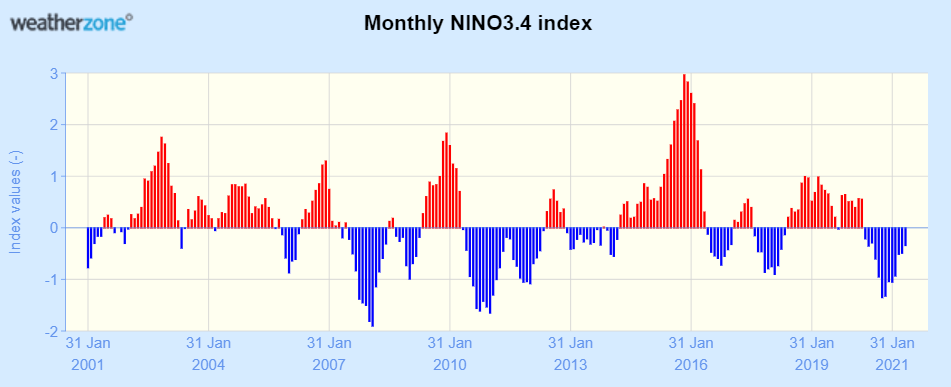 weatherzone°
Monthly NINO3.4 index
Index values (-)
3
2
1
0
-1
-2
31 Jan 31 Jan 31 Jan 31 Jan 31 Jan 31 Jan 31 Jan 31 Jan
2001 2004 2007 2010 2013 2016 2019 2021